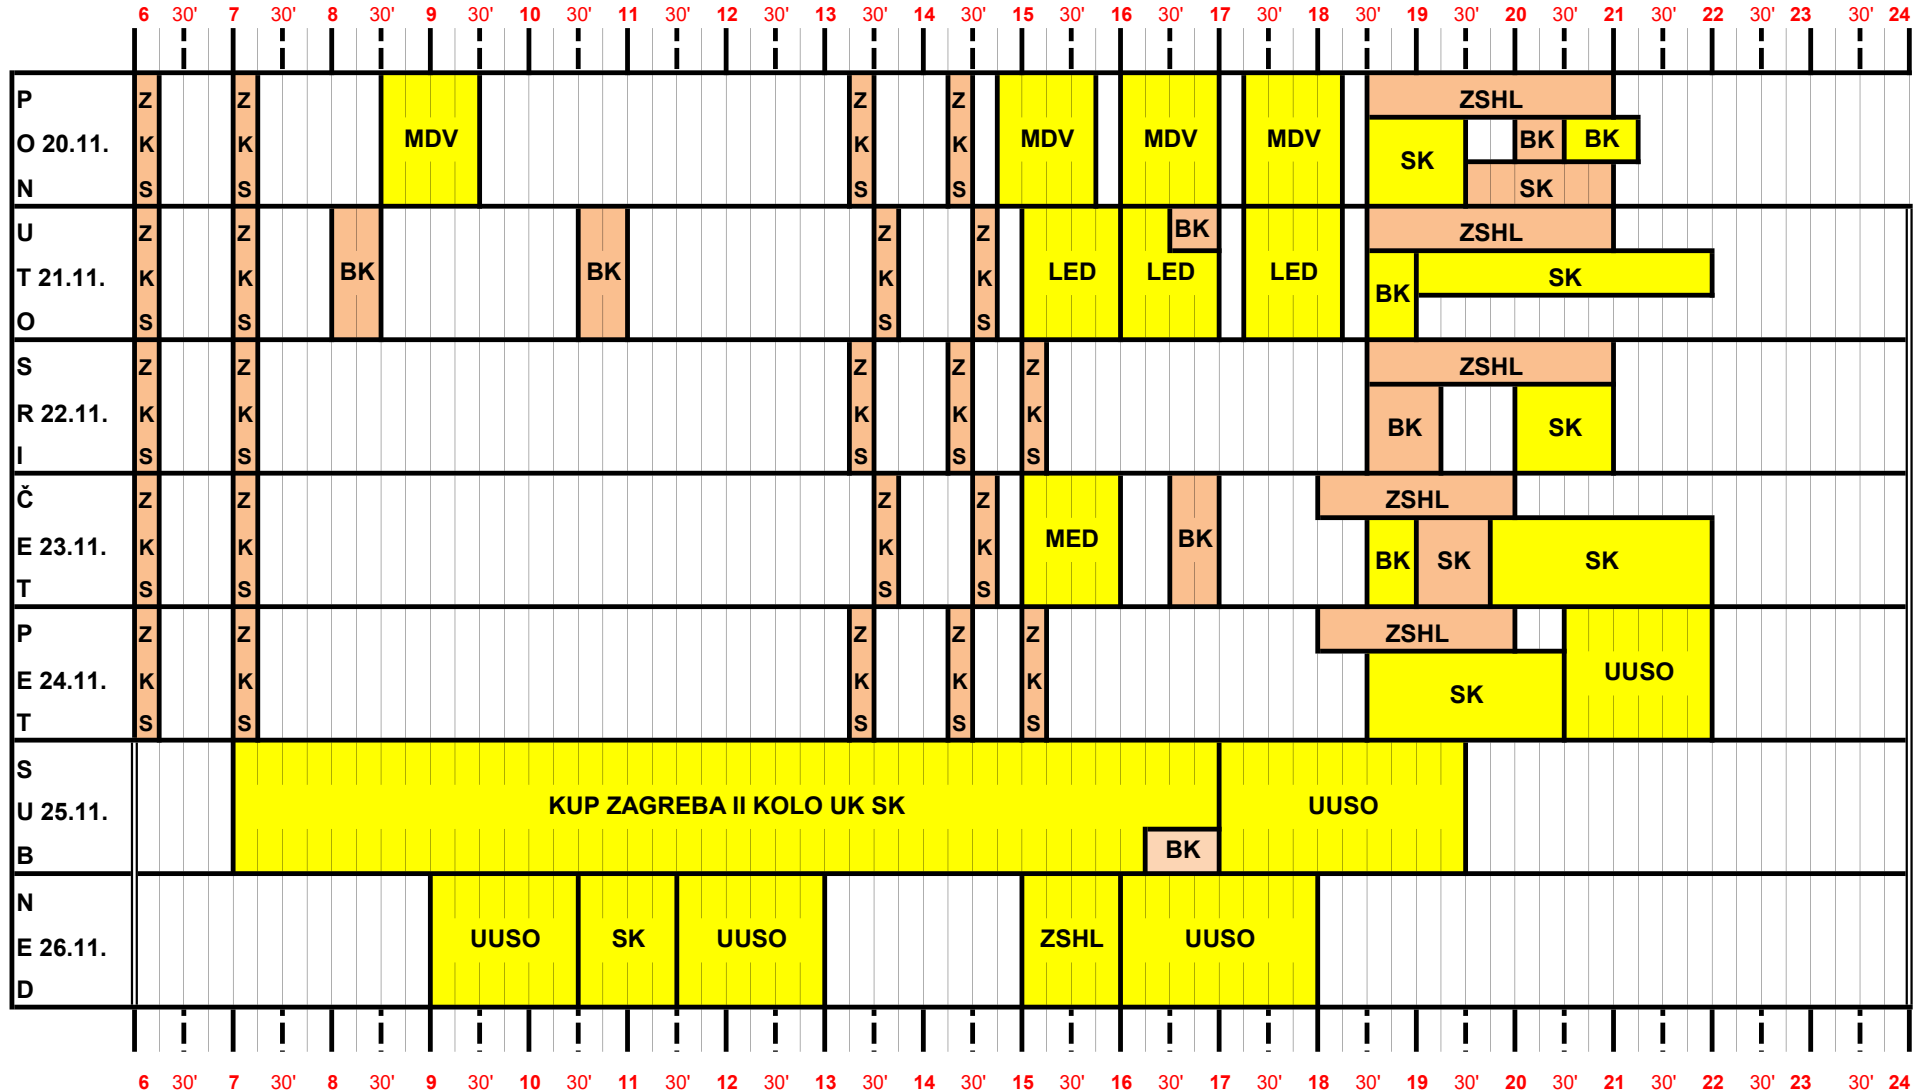 6 30' 7 30' 8 30' 9 30' 10 30' 11 30' 12 30' 13 30' 14 30' 15 30' 16 30' 17 30' 18 30' 19 30' 20 30' 21 30' 22 30' 23 30' 24
P Z Z Z Z ZSHL
O 20.11. K K MDV K K MDV MDV MDV SK BK BK
N S S S S SK
U Z Z Z Z BK ZSHL
T 21.11. K K BK BK K K LED LED LED BK SK
O S S S S
S Z Z Z Z Z ZSHL
R 22.11. K K K K K BK SK
I S S S S S
Č Z Z Z Z ZSHL
E 23.11. K K K K MED BK BK SK SK
T S S S S
P Z Z Z Z Z ZSHL
E 24.11. K K K K K SK UUSO
T S S S S S
S
U 25.11. KUP ZAGREBA II KOLO UK SK UUSO
B BK
N
E 26.11. UUSO SK UUSO ZSHL UUSO
D
6 30' 7 30' 8 30' 9 30' 10 30' 11 30' 12 30' 13 30' 14 30' 15 30' 16 30' 17 30' 18 30' 19 30' 20 30' 21 30' 22 30' 23 30' 24